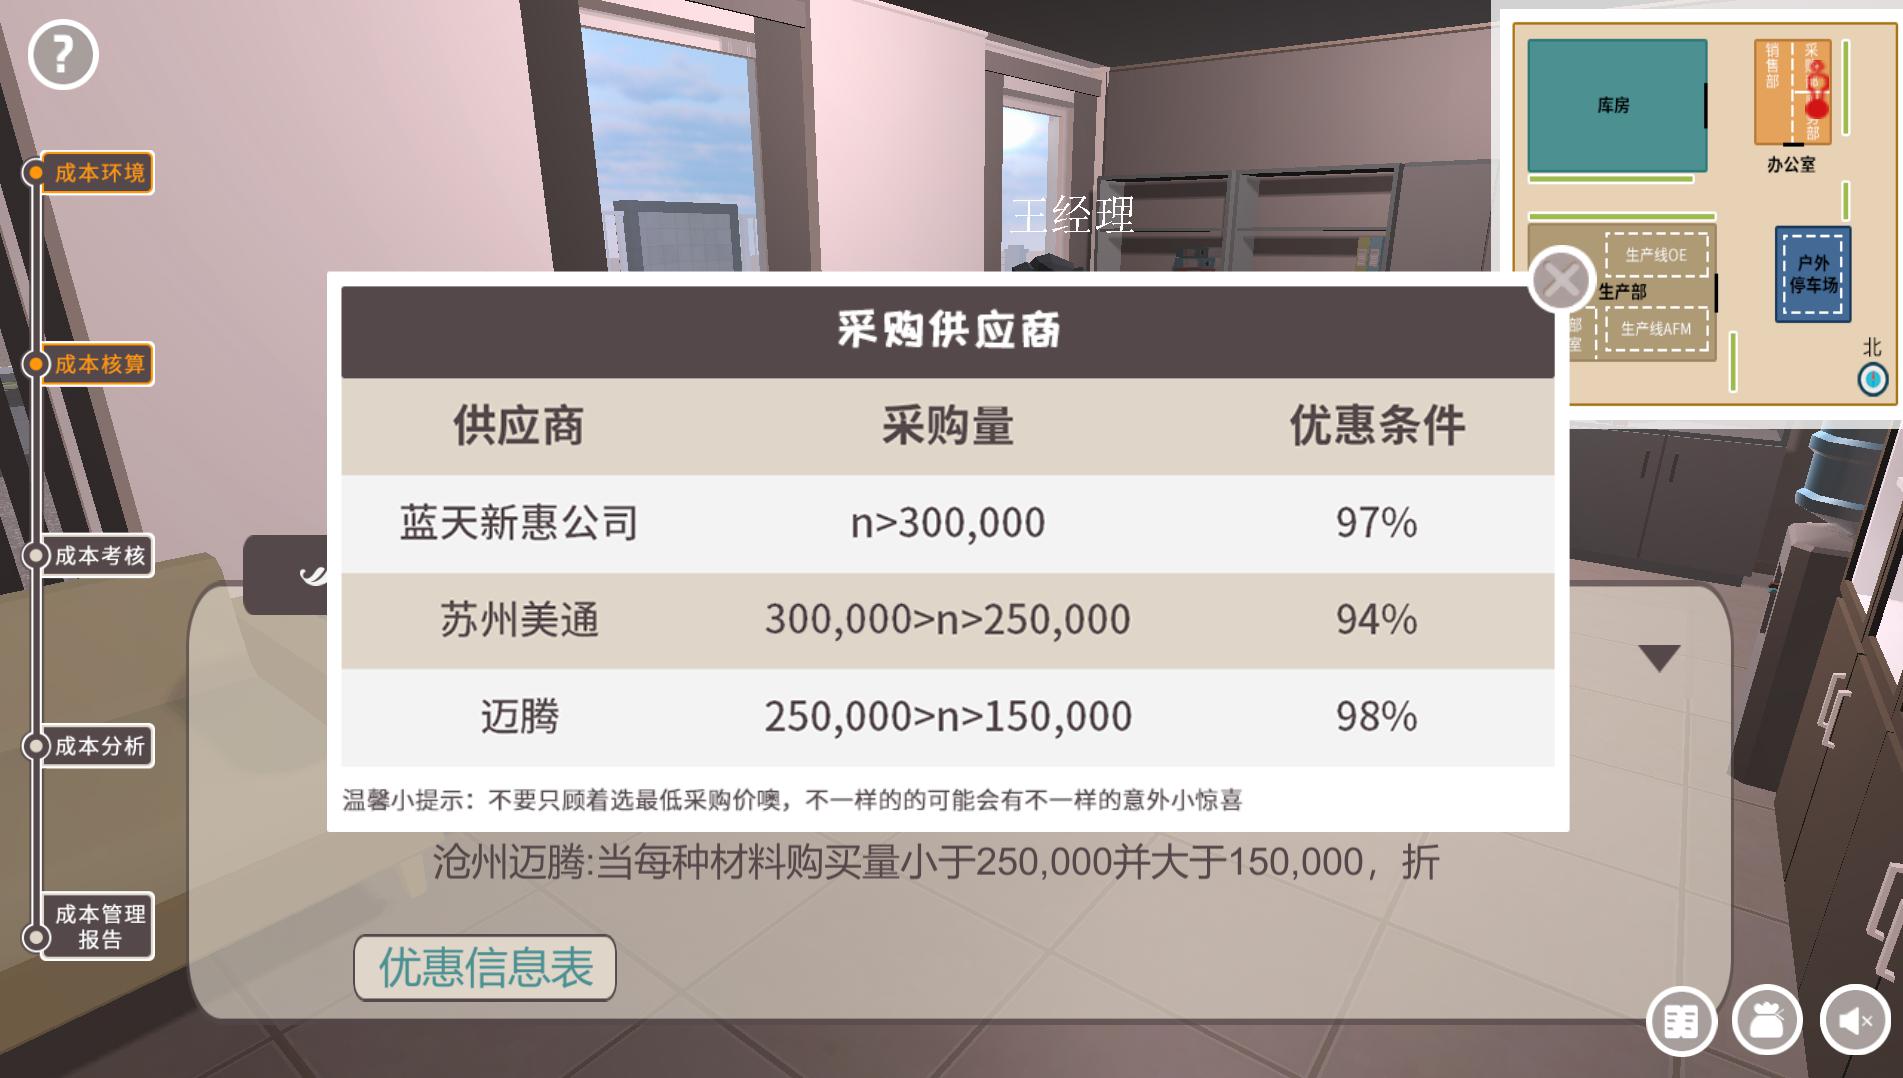 ?
成本环境
成本核算
成本考核
成本分析
成本管理
报告
王经理
库房
销售部
采
务部
办公室
生产线OE
生产部
生产线AFM
部
室
户外
停车场
北
采购供应商
供应商 采购量 优惠条件
蓝天新惠公司 n>300,000 97%
苏州美通 300,000>n>250,000 94%
迈腾 250,000>n>150,000 98%
温馨小提示：不要只顾着选最低采购价噢，不一样的的可能会有不一样的意外小惊喜
沧州迈腾:当每种材料购买量小于250,000并大于150,000，折
优惠信息表